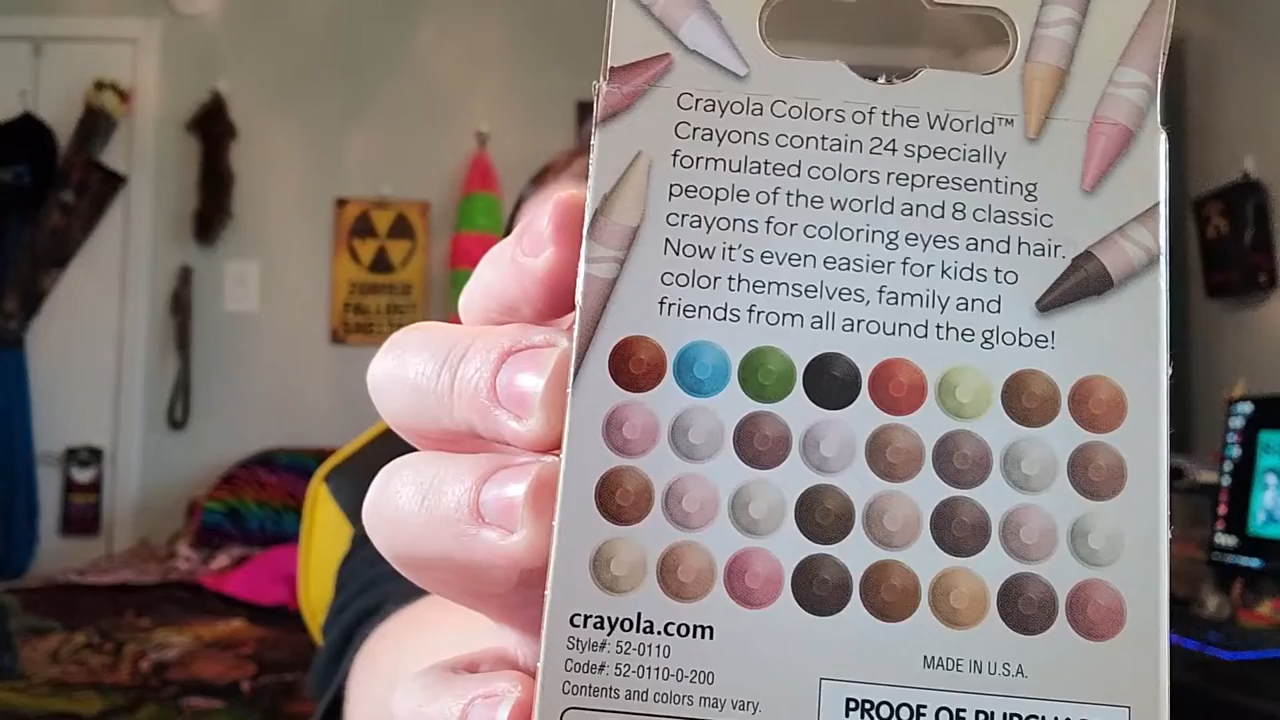 Crayola Colors of the World™
Crayons contain 24 specially
formulated colors representing
people of the world and 8 classic
crayons for coloring eyes and hair.
Now it's even easier for kids to
color themselves, family and
friends from all around the globe!
crayola.com
Style#: 52-0110
Code#: 52-0110-0-200
Contents and colors may vary.
MADE IN U.S.A.
PROOF OF
FALLOUT
SHELTER